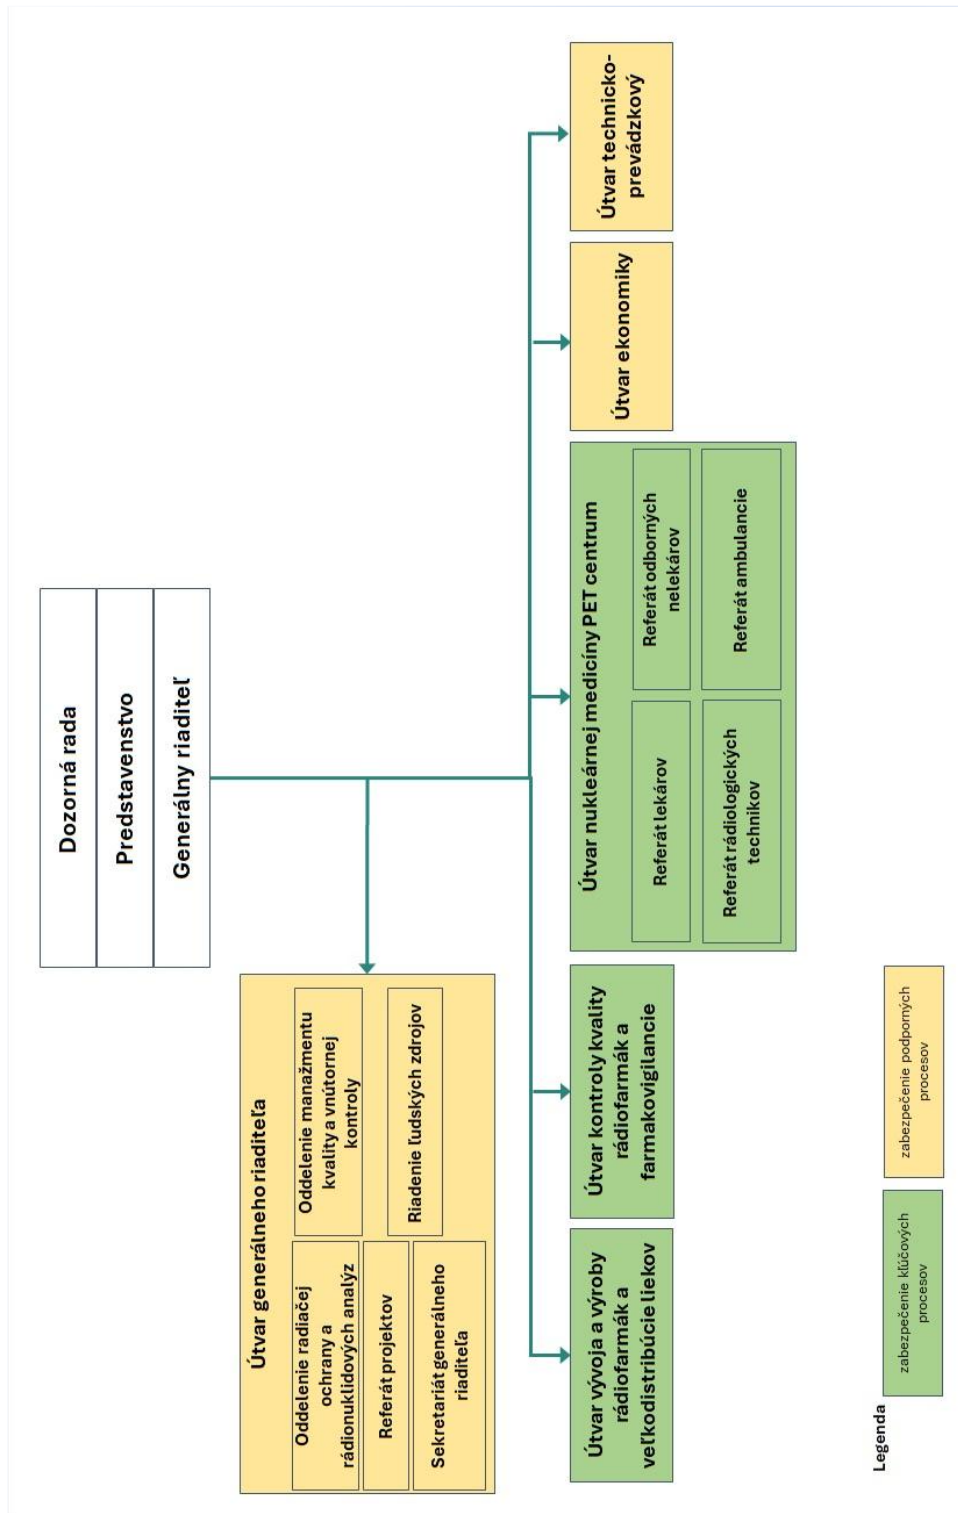 Dozorná rada
Predstavenstvo
Generálny riaditeľ
Útvar generálneho riaditeľa
Oddelenie radiačej
ochrany a
rádionuklidových analýz
Oddelenie manažmentu
kvality a vnútornej
kontroly
Referát projektov
Riadenie ľudských zdrojov
Sekretariát generálneho
riaditeľa
Útvar vývoja a výroby
rádiofarmák a
veľkodistribúcie liekov
Útvar kontroly kvality
rádiofarmák a
farmakovigilancie
Útvar nukleárnej medicíny PET centrum
Referát lekárov
Referát odborných
nelekárov
Referát rádiologických
technikov
Referát ambulancie
Útvar ekonomiky
Útvar technicko-
prevádzkový
Legenda
zabezpečenie kľúčových
procesov
zabezpečenie podporných
procesov